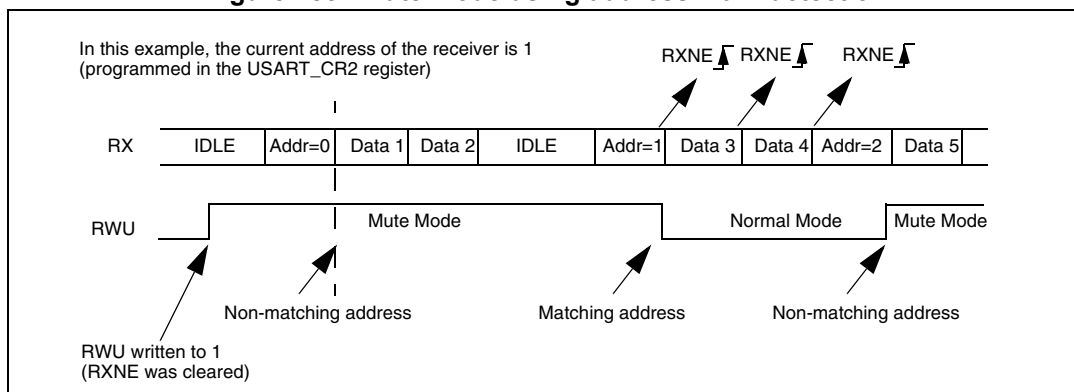 In this example, the current address of the receiver is 1
(programmed in the USART_CR2 register)
RXNE RXNE RXNE
RX IDLE Addr=0 Data 1 Data 2 IDLE Addr=1 Data 3 Data 4 Addr=2 Data 5
RWU Mute Mode Normal Mode Mute Mode
Non-matching address Matching address Non-matching address
RWU written to 1
(RXNE was cleared)